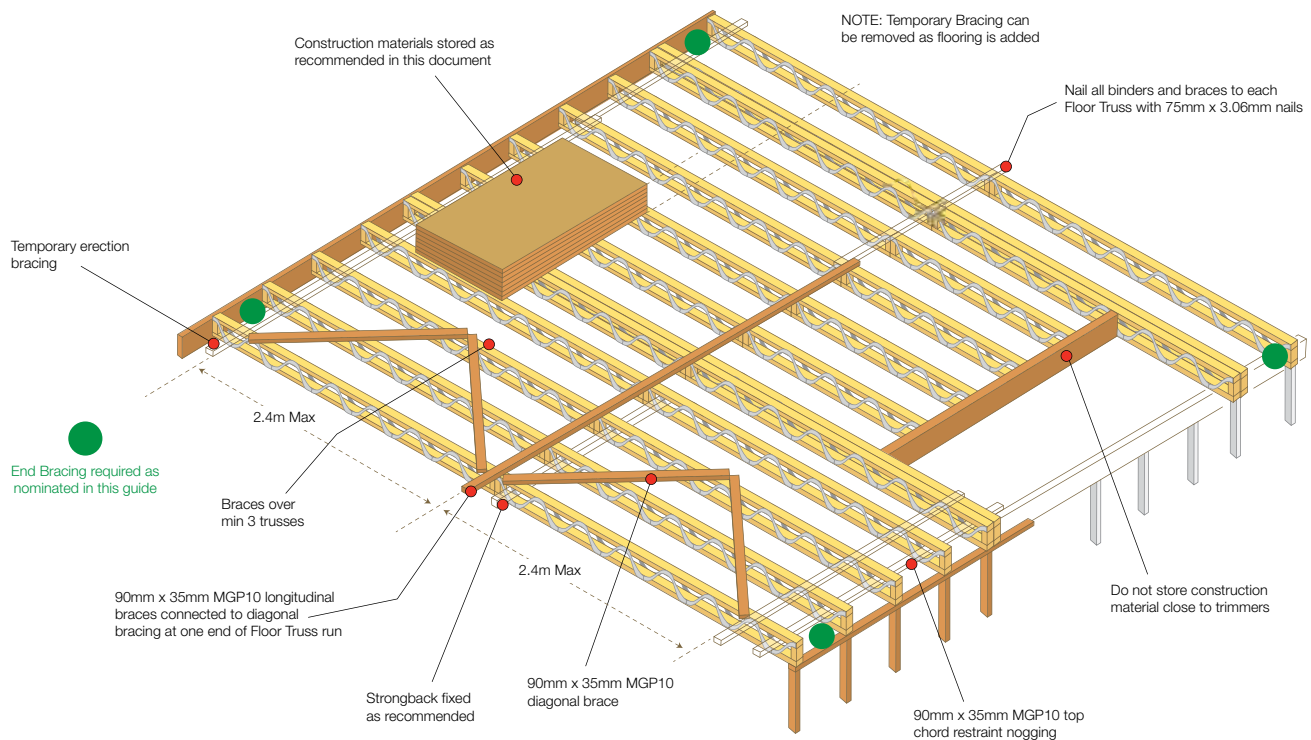 NOTE: Temporary Bracing can
be removed as flooring is added
Construction materials stored as
recommended in this document
Nail all binders and braces to each
Floor Truss with 75mm x 3.06mm nails
Temporary erection
bracing
2.4m Max
End Bracing required as
nominated in this guide
Braces over
min 3 trusses
2.4m Max
90mm x 35mm MGP10 longitudinal
braces connected to diagonal
bracing at one end of Floor Truss run
Do not store construction
material close to trimmers
Strongback fixed
as recommended
90mm x 35mm MGP10
diagonal brace
90mm x 35mm MGP10 top
chord restraint nogging